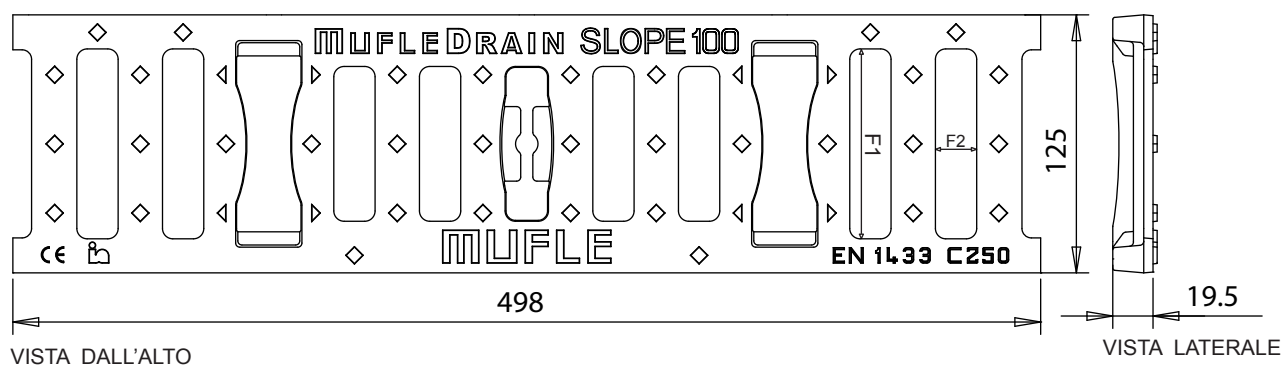 MUFLEDRAIN SLOPE 100
F1
F2
125
CE
MUFLE
EN 1433 C250
498
19.5
VISTA DALL'ALTO
VISTA LATERALE